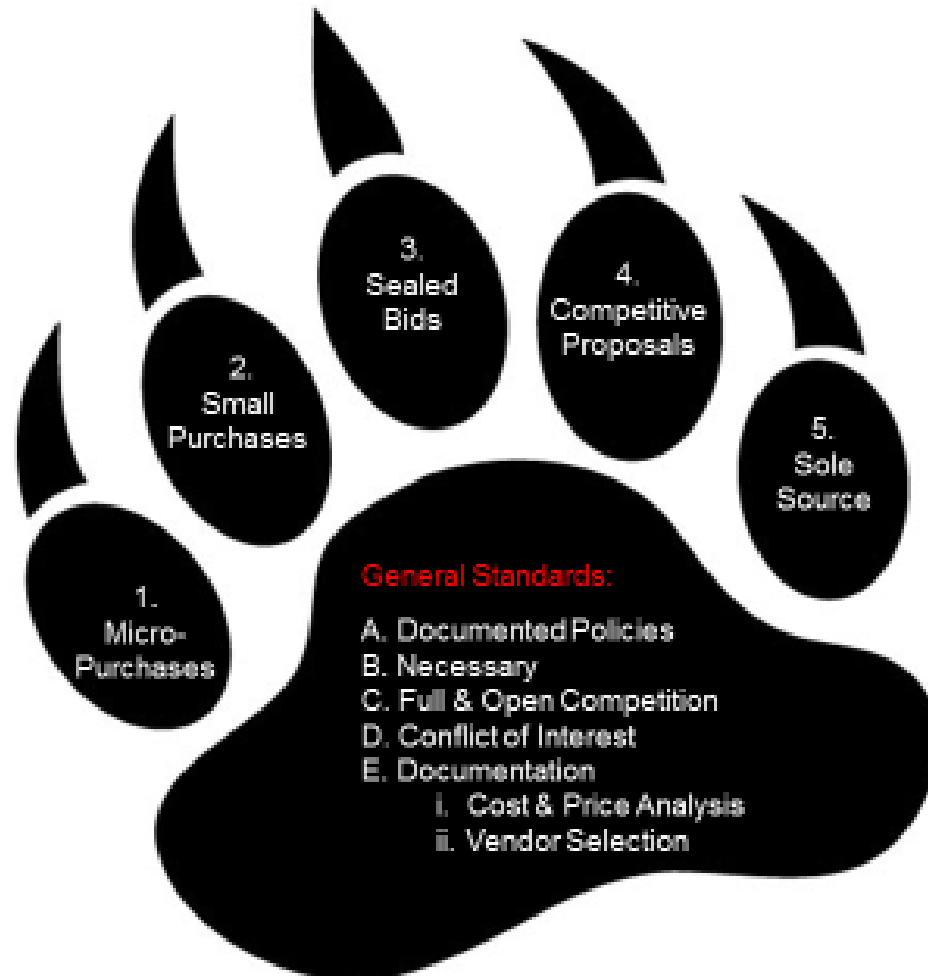 1.
Micro-
Purchases
2.
Small
Purchases
3.
Sealed
Bids
4.
Competitive
Proposals
5.
Sole
Source
General Standards:
A. Documented Policies
B. Necessary
C. Full & Open Competition
D. Conflict of Interest
E. Documentation
i. Cost & Price Analysis
ii. Vendor Selection